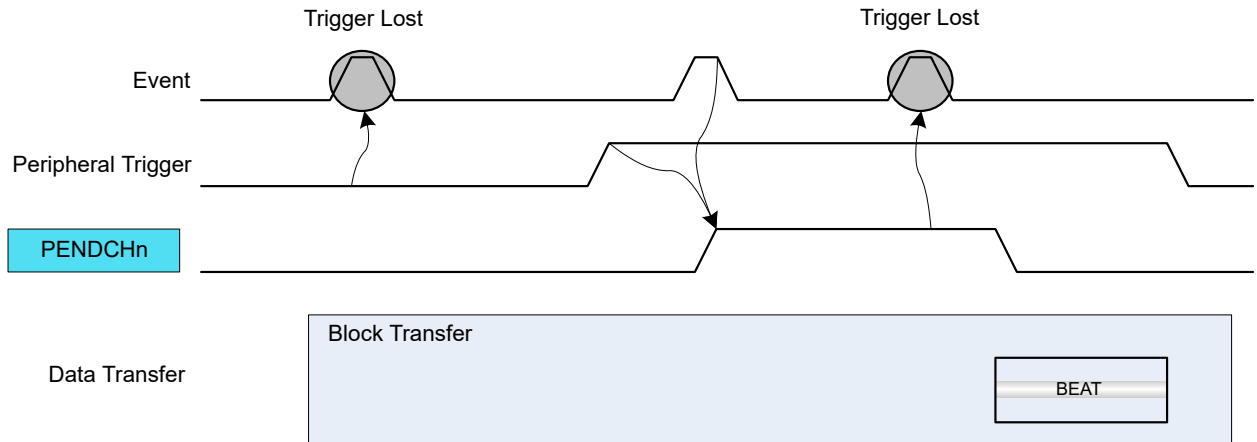 Trigger Lost
Trigger Lost
Event
Peripheral Trigger
PENDCHn
Block Transfer
Data Transfer
BEAT